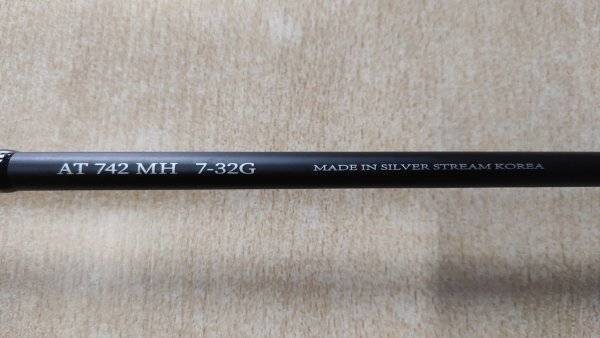 AT 742 MH 7-32G MADE IN SILVER STREAM KOREA